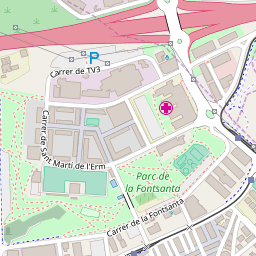 P
Carrer de TV3
Carrer de Sant Martí de l'Erm
Parc de
la Fontsanta
Carrer de la Fontsanta